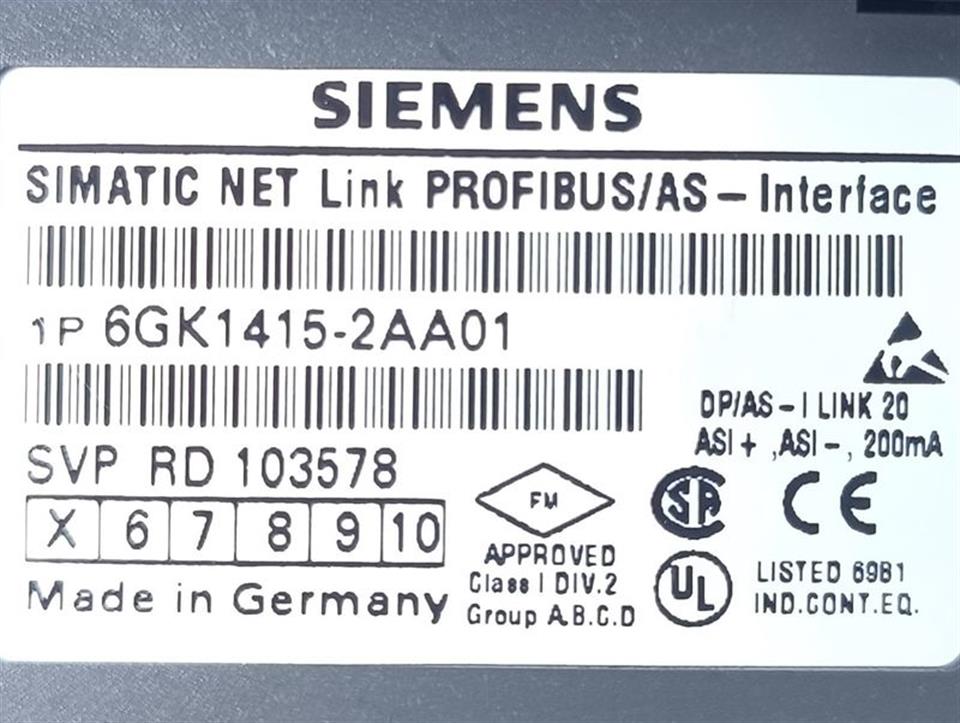 SIEMENS
SIMATIC NET Link PROFIBUS/AS-Interface
1P 6GK1415-2AA01
DP/AS-I LINK 20
ASI+ ,ASI-, 200mA
SVP RD 103578
X 6 7 8 9 10
Made in Germany
FM
APPROVED
Class I DIV.2
Group A.B.C.D
SA
CE
UL
LISTED 69B1
IND.CONT.EQ.